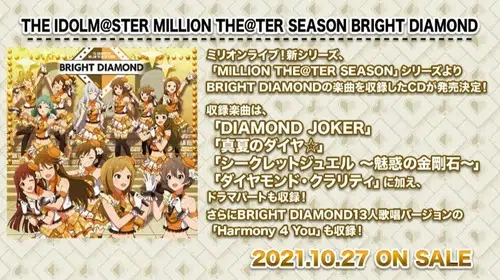 THE IDOLM@STER MILLION THE@TER SEASON BRIGHT DIAMOND
BRIGHT DIAMOND
ミリオンライブ!新シリーズ、
「MILLION THE@TER SEASON」シリーズより
BRIGHT DIAMONDの楽曲を収録したCDが発売決定!
収録楽曲は、
「DIAMOND JOKER」
「真夏のダイヤ☆」
「シークレットジュエル ~魅惑の金剛石~」
「ダイヤモンド・クラリティ」に加え、
ドラマパートも収録!
さらにBRIGHT DIAMOND13人歌唱バージョンの
「Harmony 4 You」も収録!
2021.10.27 ON SALE